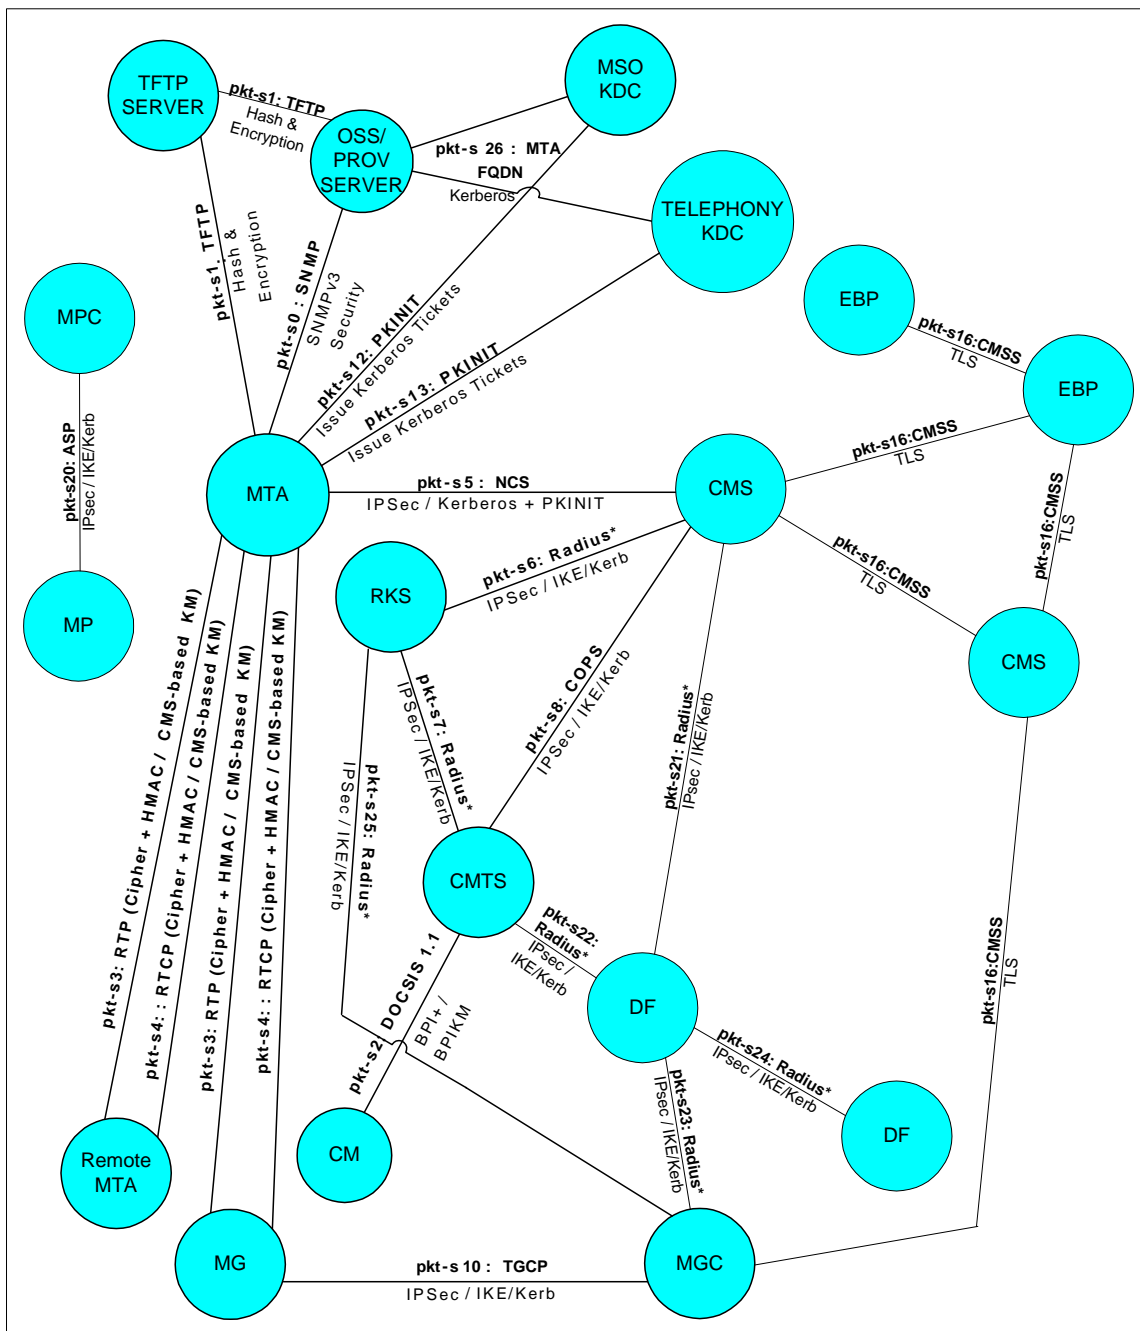 TFTP
SERVER
pkt-s1: TFTP
Hash &
Encryption
OSS/
PROV
SERVER
MSO
KDC
pkt-s 26 : MTA
FQDN
Kerberos
TELEPHONY
KDC
pkt-s1. TFTP
Hash &
Encryption
pkt-s0 : SNMP
SNMPv3
Security
pkt-s12: PKINIT
Issue Kerberos Tickets
pkt-s13: PKINIT
Issue Kerberos Tickets
MPC
pkt-s20: ASP
IPsec / IKE/Kerb
MP
EBP
pkt-s16:CMSS
TLS
EBP
pkt-s16:CMSS
TLS
pkt-s16:CMSS
TLS
MTA
pkt-s 5 : NCS
IPSec / Kerberos + PKINIT
CMS
pkt-s16:CMSS
TLS
CMS
RKS
pkt-s6: Radius*
IPSec / IKE/Kerb
pkt-s7: Radius*
IPSec / IKE/Kerb
pkt-s8: COPS
IPSec / IKE/Kerb
pkt-s21: Radius*
IPsec / IKE/Kerb
pkt-s25: Radius*
IPSec / IKE/Kerb
pkt-s3: RTP (Cipher + HMAC / CMS-based KM)
pkt-s4: : RTCP (Cipher + HMAC / CMS-based KM)
pkt-s3: RTP (Cipher + HMAC / CMS-based KM)
pkt-s4: : RTCP (Cipher + HMAC / CMS-based KM)
CMTS
pkt-s22:
Radius*
IPsec /
IKE/Kerb
pkt-s2: DOCSIS 1.1
BPI+ /
BPIKM
DF
pkt-s16:CMSS
TLS
pkt-s24: Radius*
IPsec / IKE/Kerb
pkt-s23: Radius*
IPsec / IKE/Kerb
DF
CM
Remote
MTA
MG
pkt-s 10 : TGCP
IPSec / IKE/Kerb
MGC